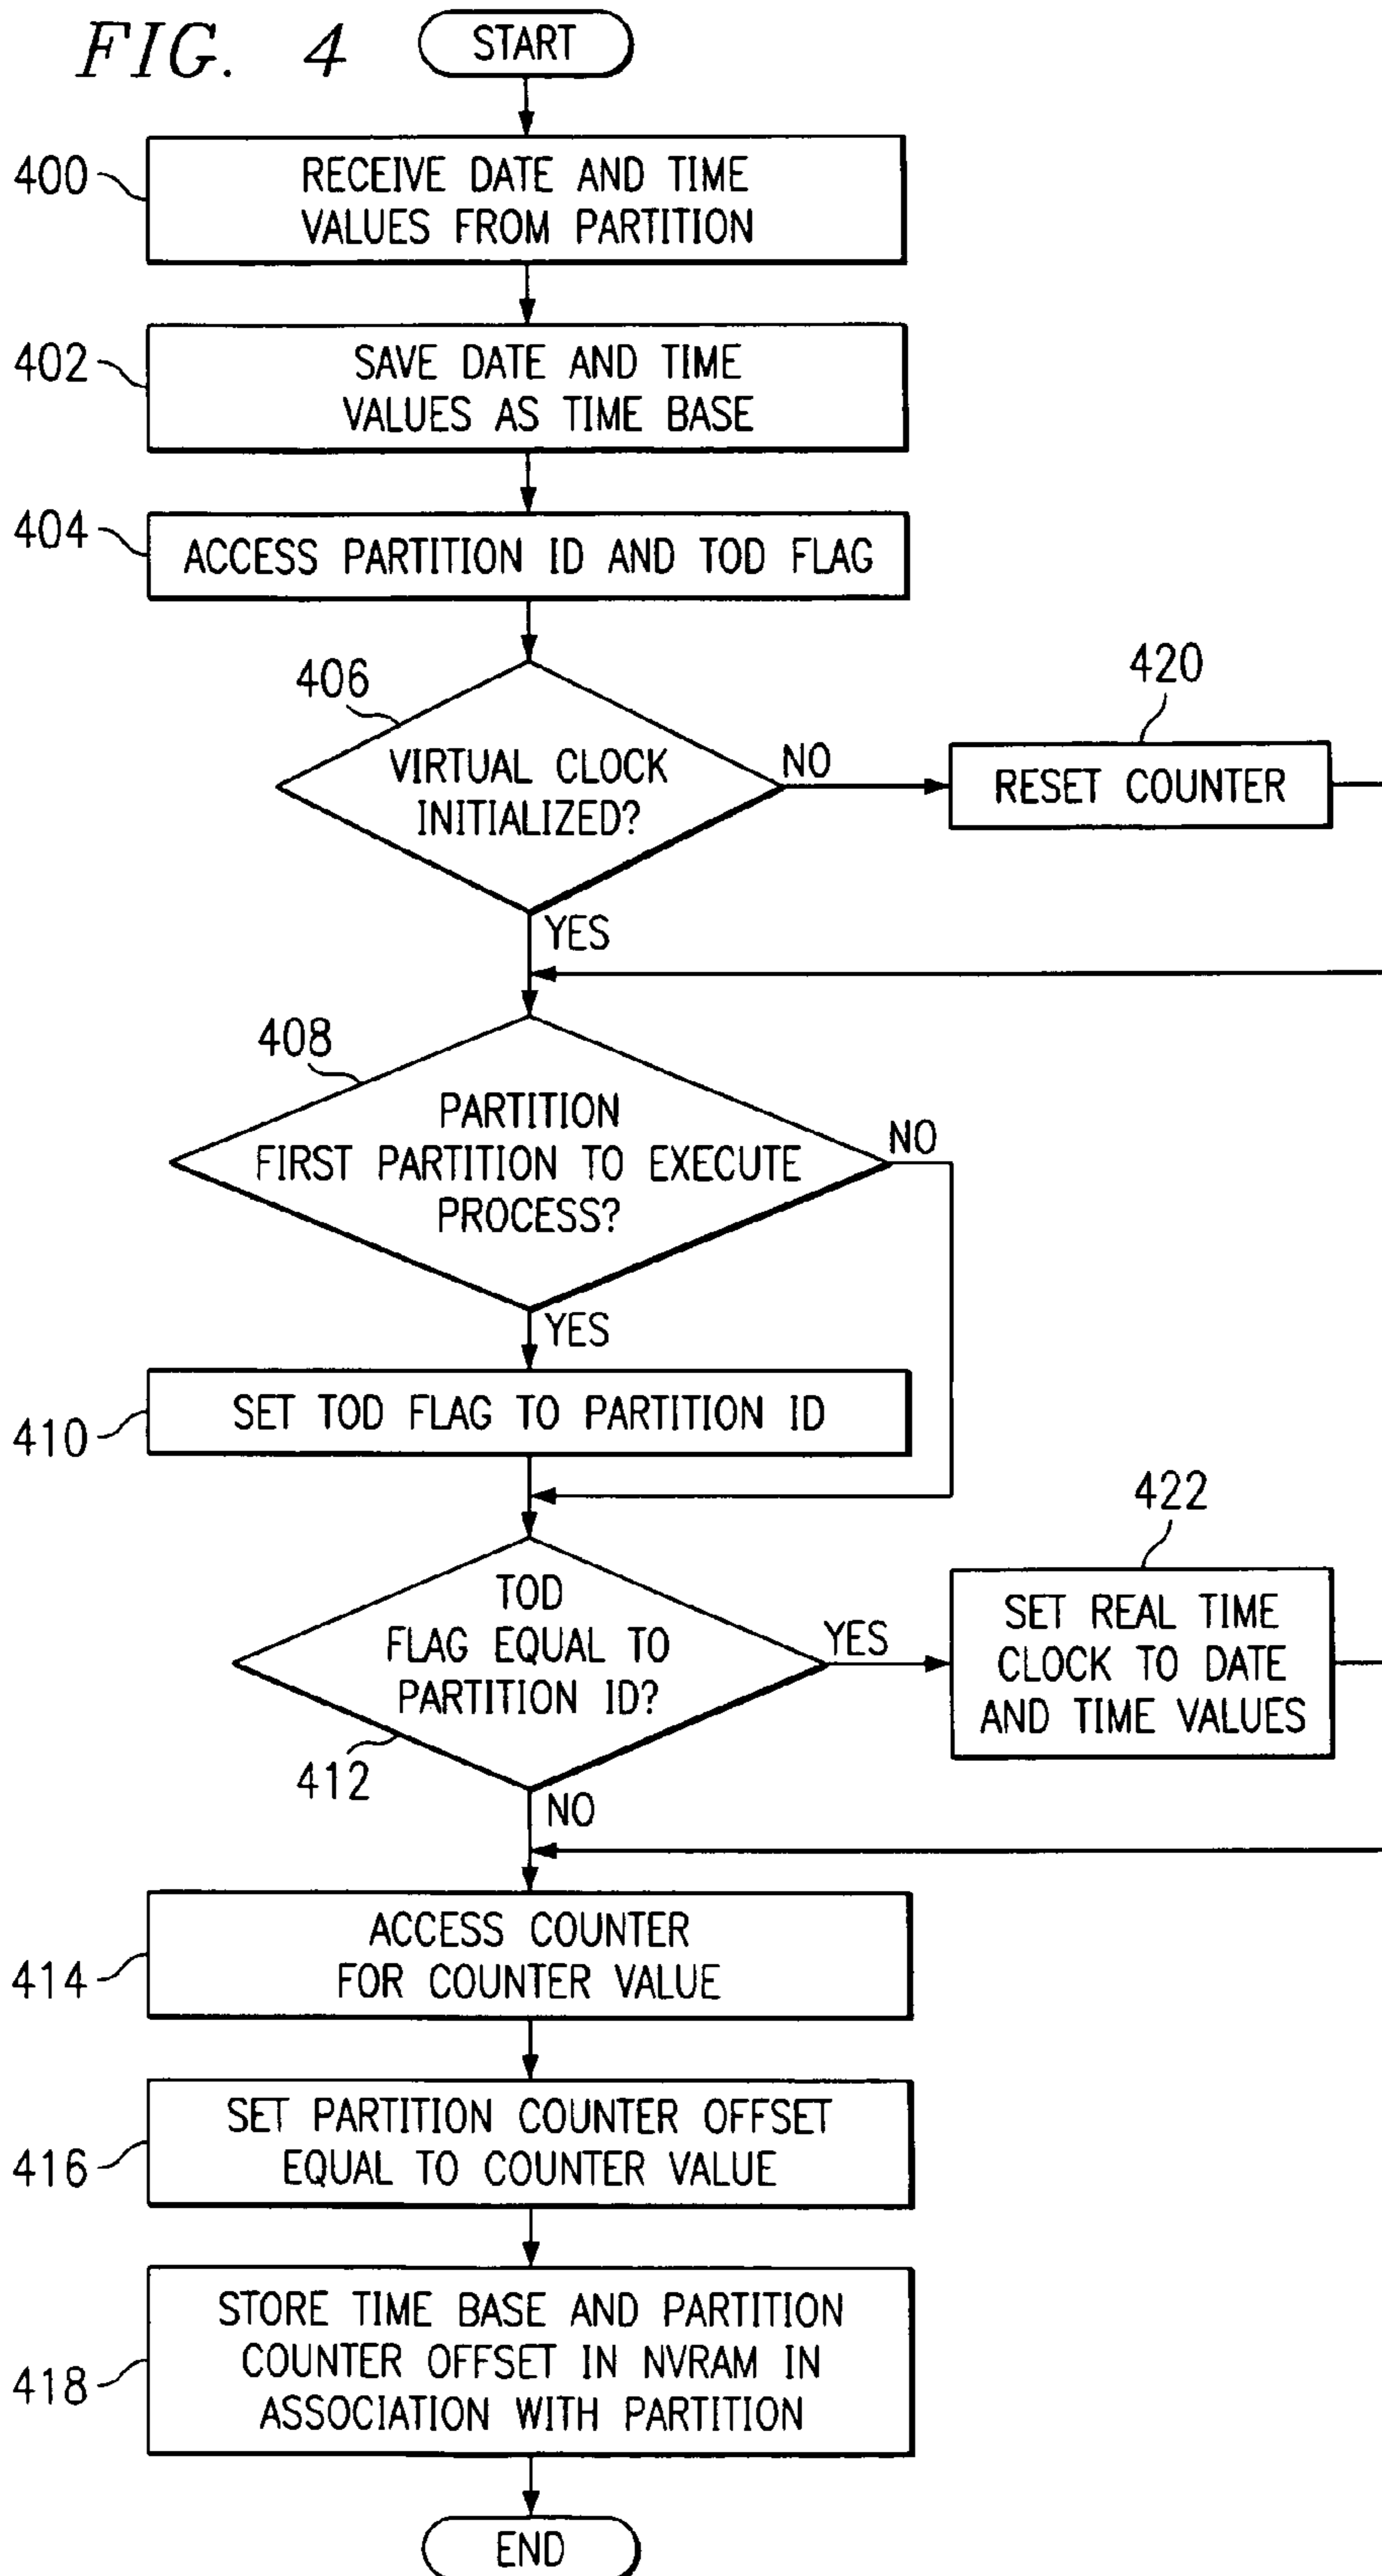 FIG. 4
START
400
RECEIVE DATE AND TIME
VALUES FROM PARTITION
402
SAVE DATE AND TIME
VALUES AS TIME BASE
404
ACCESS PARTITION ID AND TOD FLAG
406
VIRTUAL CLOCK
INITIALIZED?
NO
420
RESET COUNTER
YES
408
PARTITION
FIRST PARTITION TO EXECUTE
PROCESS?
NO
YES
410
SET TOD FLAG TO PARTITION ID
412
TOD
FLAG EQUAL TO
PARTITION ID?
YES
422
SET REAL TIME
CLOCK TO DATE
AND TIME VALUES
NO
414
ACCESS COUNTER
FOR COUNTER VALUE
416
SET PARTITION COUNTER OFFSET
EQUAL TO COUNTER VALUE
418
STORE TIME BASE AND PARTITION
COUNTER OFFSET IN NVRAM IN
ASSOCIATION WITH PARTITION
END